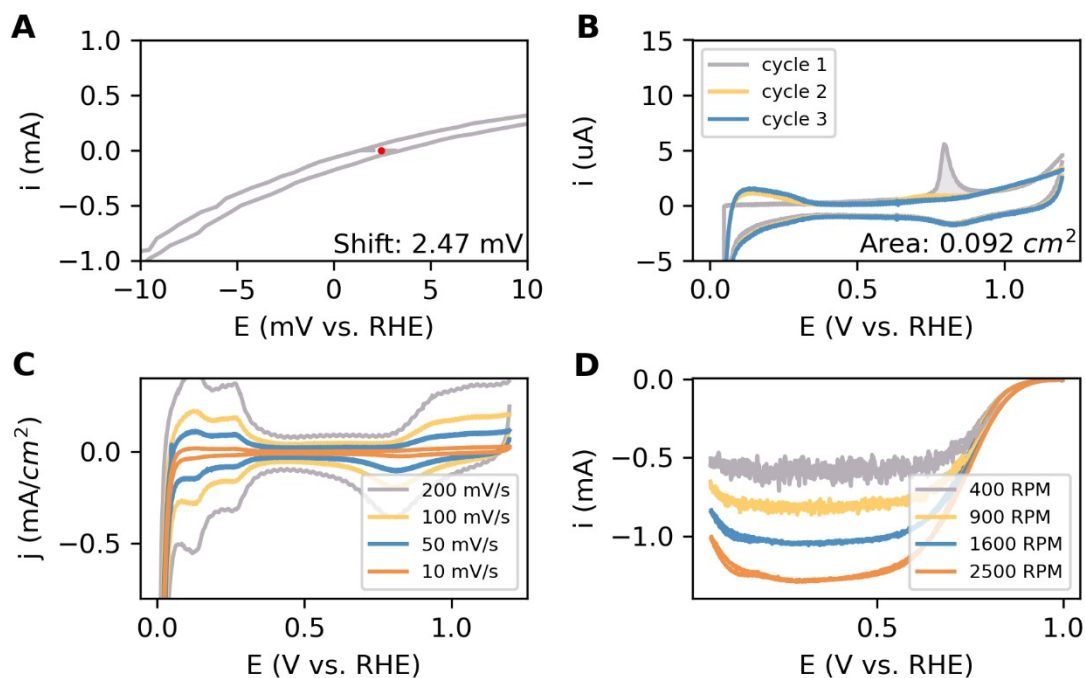 A
1.0
0.5
0.0
−0.5
−1.0
i (mA)
Shift: 2.47 mV
−10
−5
0
5
10
E (mV vs. RHE)
B
15
10
5
0
−5
i (uA)
cycle 1
cycle 2
cycle 3
Area: 0.092 cm²
0.0
0.5
1.0
E (V vs. RHE)
C
0.0
−0.5
j (mA/cm²)
200 mV/s
100 mV/s
50 mV/s
10 mV/s
0.0
0.5
1.0
E (V vs. RHE)
D
0.0
−0.5
−1.0
i (mA)
400 RPM
900 RPM
1600 RPM
2500 RPM
0.5
1.0
E (V vs. RHE)